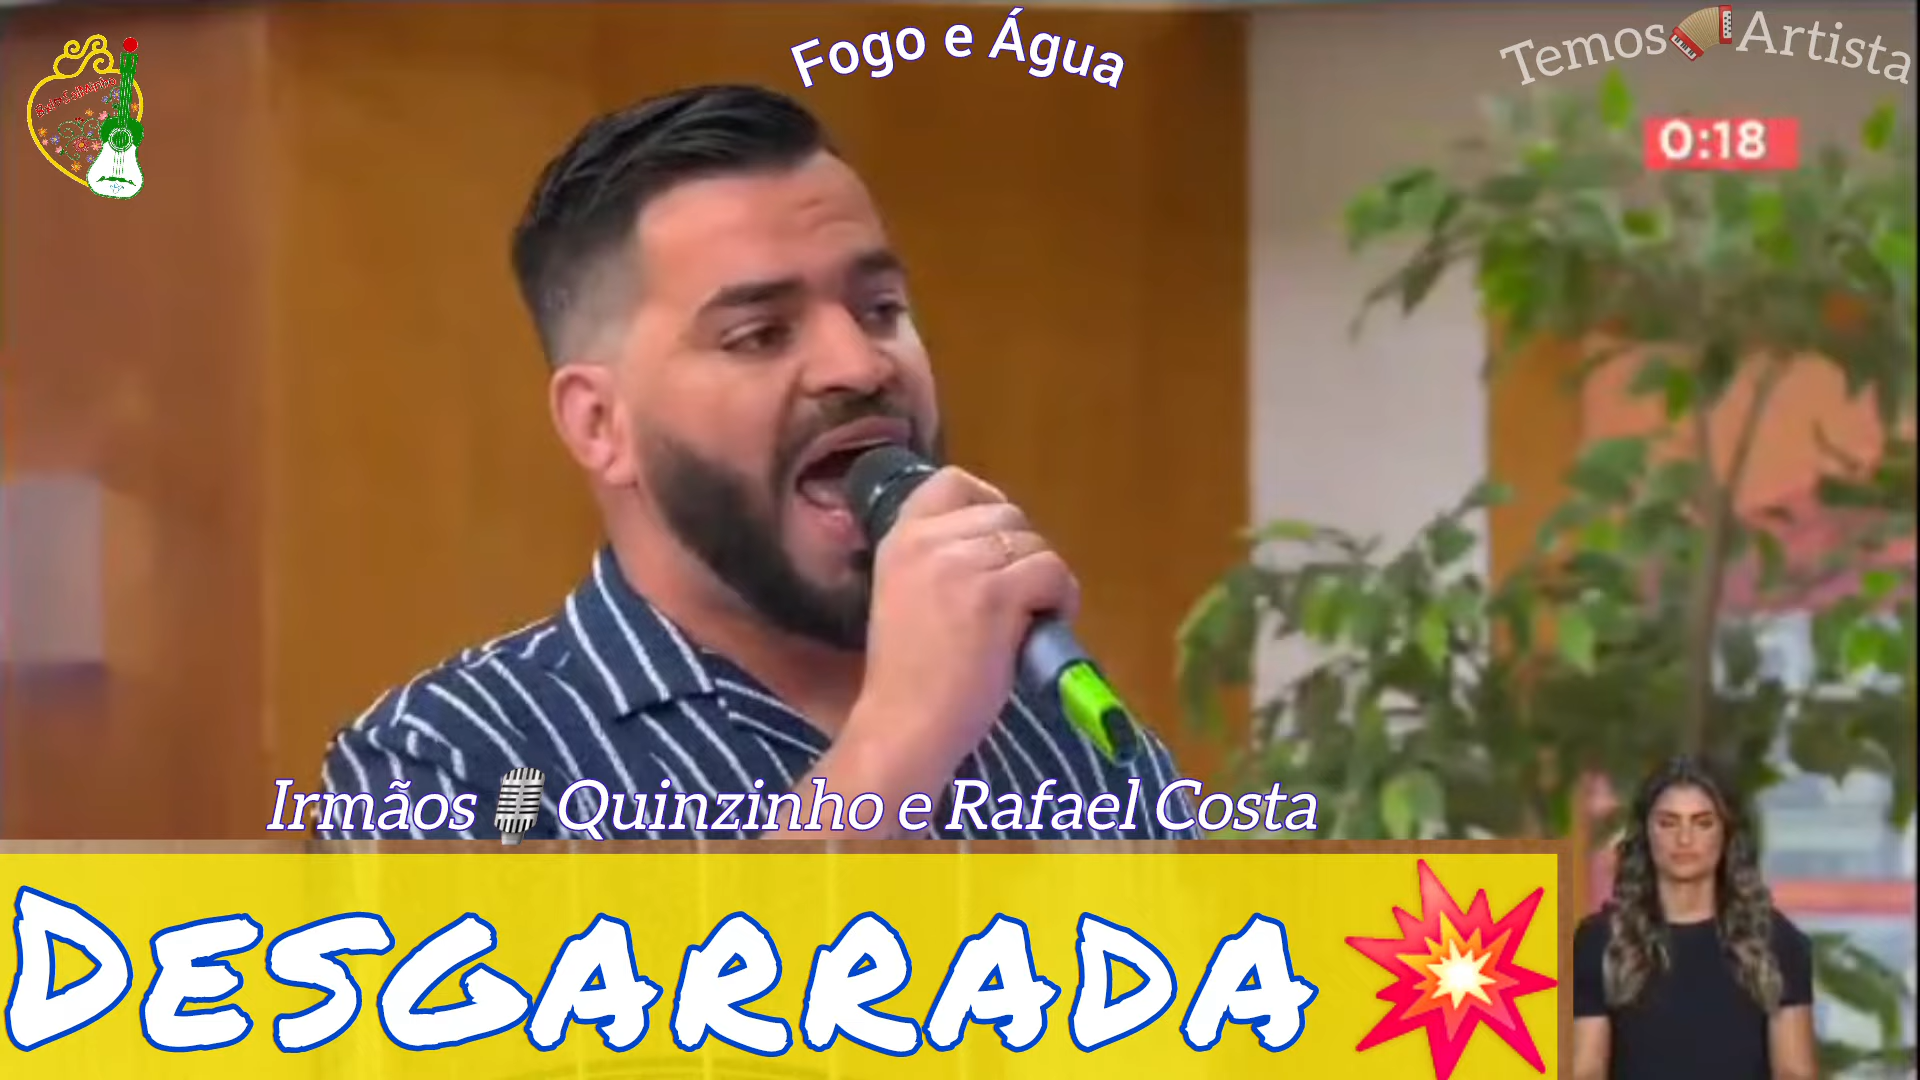 Fogo e Água
Temos Artista
0:18
Irmãos Quinzinho e Rafael Costa
DESGARRADA